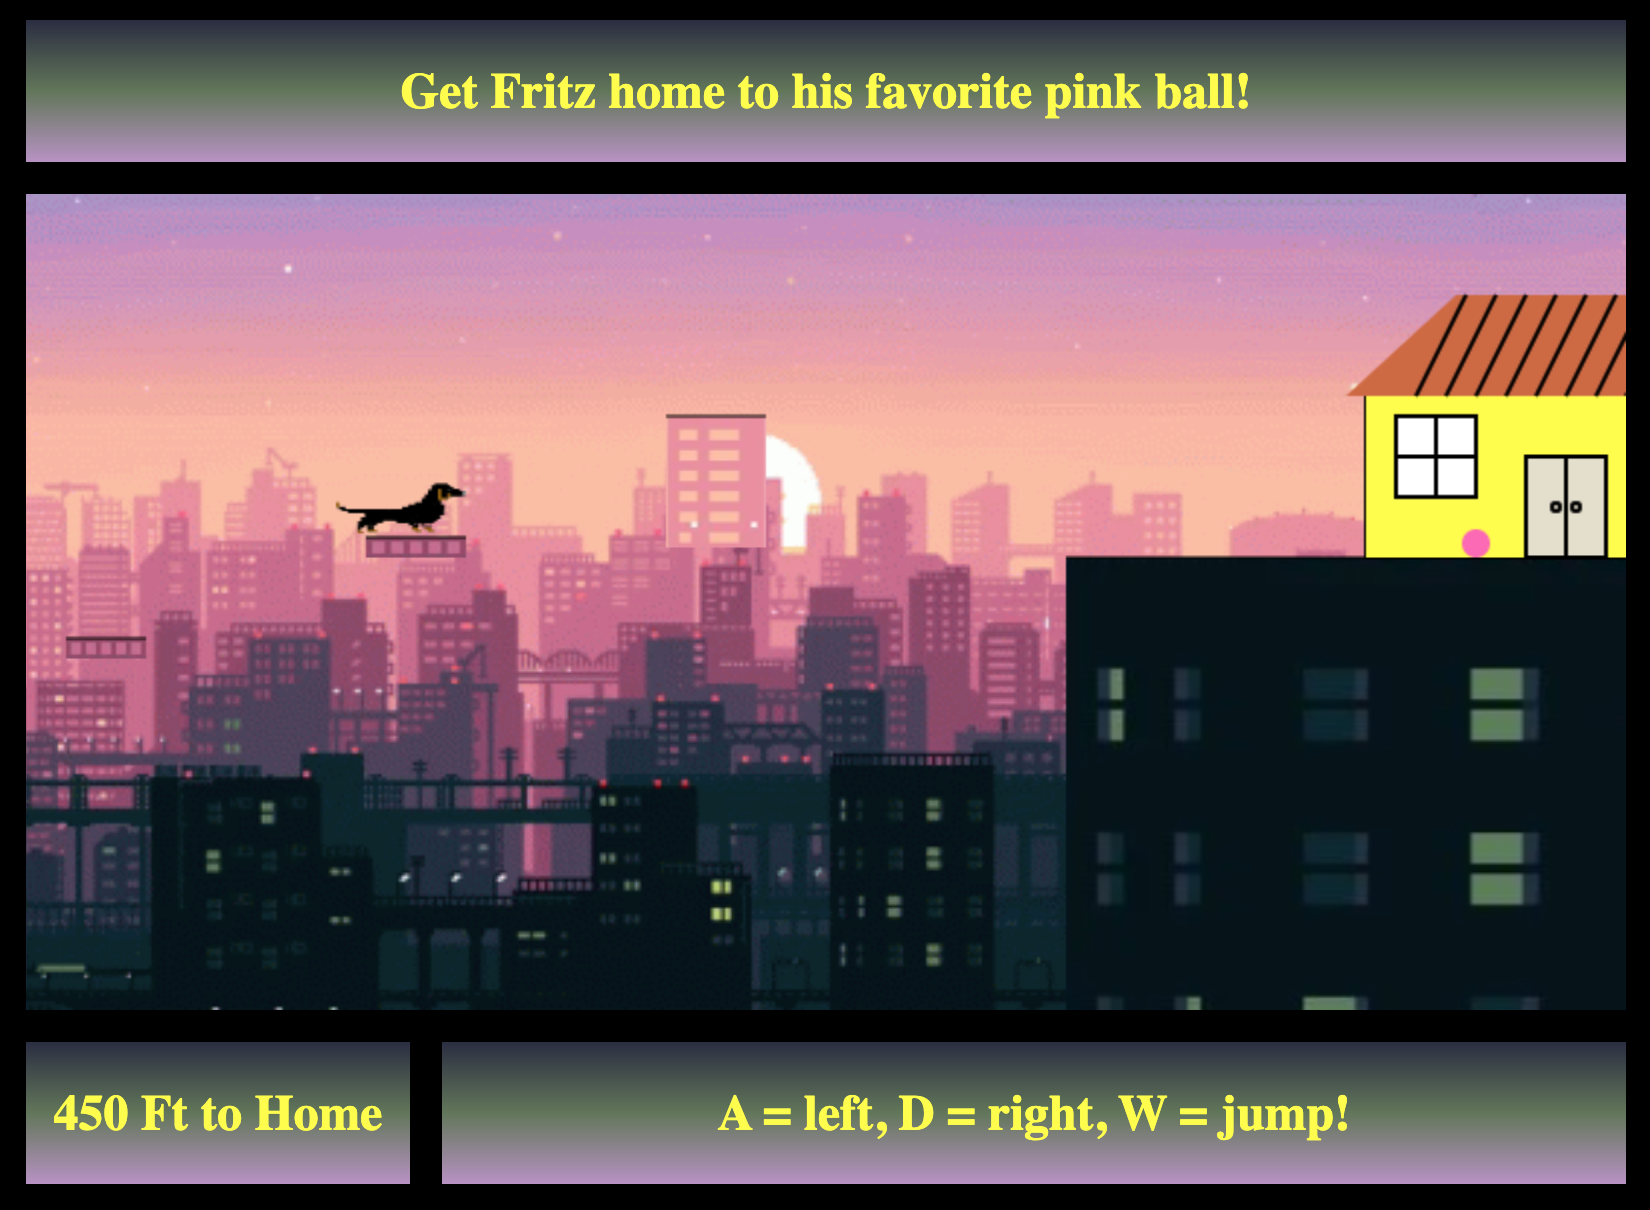 Get Fritz home to his favorite pink ball!
450 Ft to Home
A = left, D = right, W = jump!